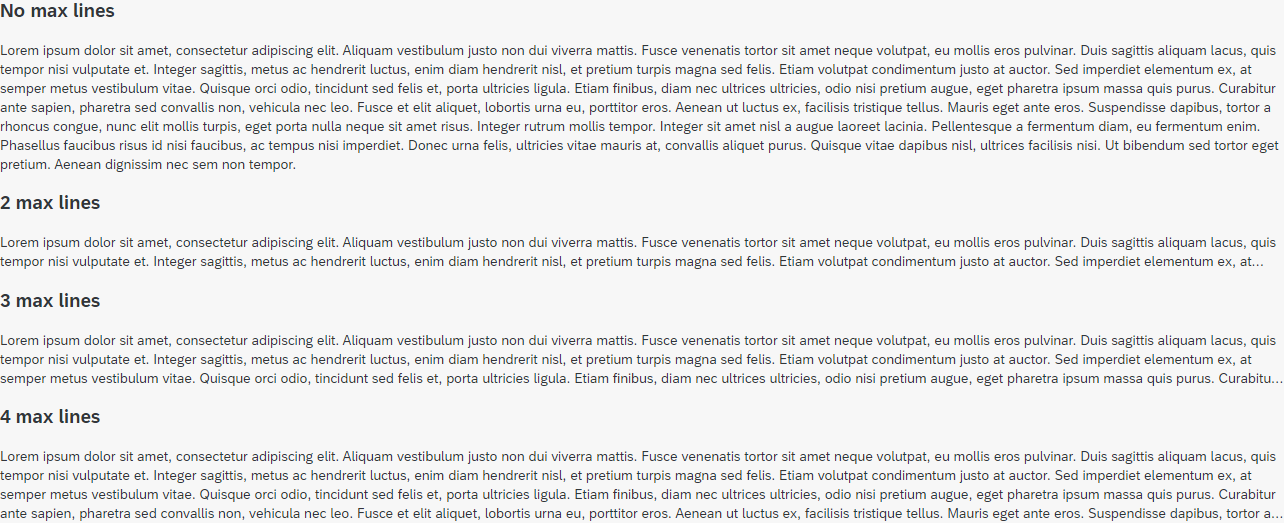 No max lines
Lorem ipsum dolor sit amet, consectetur adipiscing elit. Aliquam vestibulum justo non dui viverra mattis. Fusce venenatis tortor sit amet neque volutpat, eu mollis eros pulvinar. Duis sagittis aliquam lacus, quis
tempor nisi vulputate et. Integer sagittis, metus ac hendrerit luctus, enim diam hendrerit nisl, et pretium turpis magna sed felis. Etiam volutpat condimentum justo at auctor. Sed imperdiet elementum ex, at
semper metus vestibulum vitae. Quisque orci odio, tincidunt sed felis et, porta ultricies ligula. Etiam finibus, diam nec ultrices ultricies, odio nisi pretium augue, eget pharetra ipsum massa quis purus. Curabitur
ante sapien, pharetra sed convallis non, vehicula nec leo. Fusce et elit aliquet, lobortis urna eu, porttitor eros. Aenean ut luctus ex, facilisis tristique tellus. Mauris eget ante eros. Suspendisse dapibus, tortor a
rhoncus congue, nunc elit mollis turpis, eget porta nulla neque sit amet risus. Integer rutrum mollis tempor. Integer sit amet nisl a augue laoreet lacinia. Pellentesque a fermentum diam, eu fermentum enim.
Phasellus faucibus risus id nisi faucibus, ac tempus nisi imperdiet. Donec urna felis, ultricies vitae mauris at, convallis aliquet purus. Quisque vitae dapibus nisl, ultrices facilisis nisi. Ut bibendum sed tortor eget
pretium. Aenean dignissim nec sem non tempor.
2 max lines
Lorem ipsum dolor sit amet, consectetur adipiscing elit. Aliquam vestibulum justo non dui viverra mattis. Fusce venenatis tortor sit amet neque volutpat, eu mollis eros pulvinar. Duis sagittis aliquam lacus, quis
tempor nisi vulputate et. Integer sagittis, metus ac hendrerit luctus, enim diam hendrerit nisl, et pretium turpis magna sed felis. Etiam volutpat condimentum justo at auctor. Sed imperdiet elementum ex, at...
3 max lines
Lorem ipsum dolor sit amet, consectetur adipiscing elit. Aliquam vestibulum justo non dui viverra mattis. Fusce venenatis tortor sit amet neque volutpat, eu mollis eros pulvinar. Duis sagittis aliquam lacus, quis
tempor nisi vulputate et. Integer sagittis, metus ac hendrerit luctus, enim diam hendrerit nisl, et pretium turpis magna sed felis. Etiam volutpat condimentum justo at auctor. Sed imperdiet elementum ex, at
semper metus vestibulum vitae. Quisque orci odio, tincidunt sed felis et, porta ultricies ligula. Etiam finibus, diam nec ultrices ultricies, odio nisi pretium augue, eget pharetra ipsum massa quis purus. Curabitu...
4 max lines
Lorem ipsum dolor sit amet, consectetur adipiscing elit. Aliquam vestibulum justo non dui viverra mattis. Fusce venenatis tortor sit amet neque volutpat, eu mollis eros pulvinar. Duis sagittis aliquam lacus, quis
tempor nisi vulputate et. Integer sagittis, metus ac hendrerit luctus, enim diam hendrerit nisl, et pretium turpis magna sed felis. Etiam volutpat condimentum justo at auctor. Sed imperdiet elementum ex, at
semper metus vestibulum vitae. Quisque orci odio, tincidunt sed felis et, porta ultricies ligula. Etiam finibus, diam nec ultrices ultricies, odio nisi pretium augue, eget pharetra ipsum massa quis purus. Curabitur
ante sapien, pharetra sed convallis non, vehicula nec leo. Fusce et elit aliquet, lobortis urna eu, porttitor eros. Aenean ut luctus ex, facilisis tristique tellus. Mauris eget ante eros. Suspendisse dapibus, tortor a...